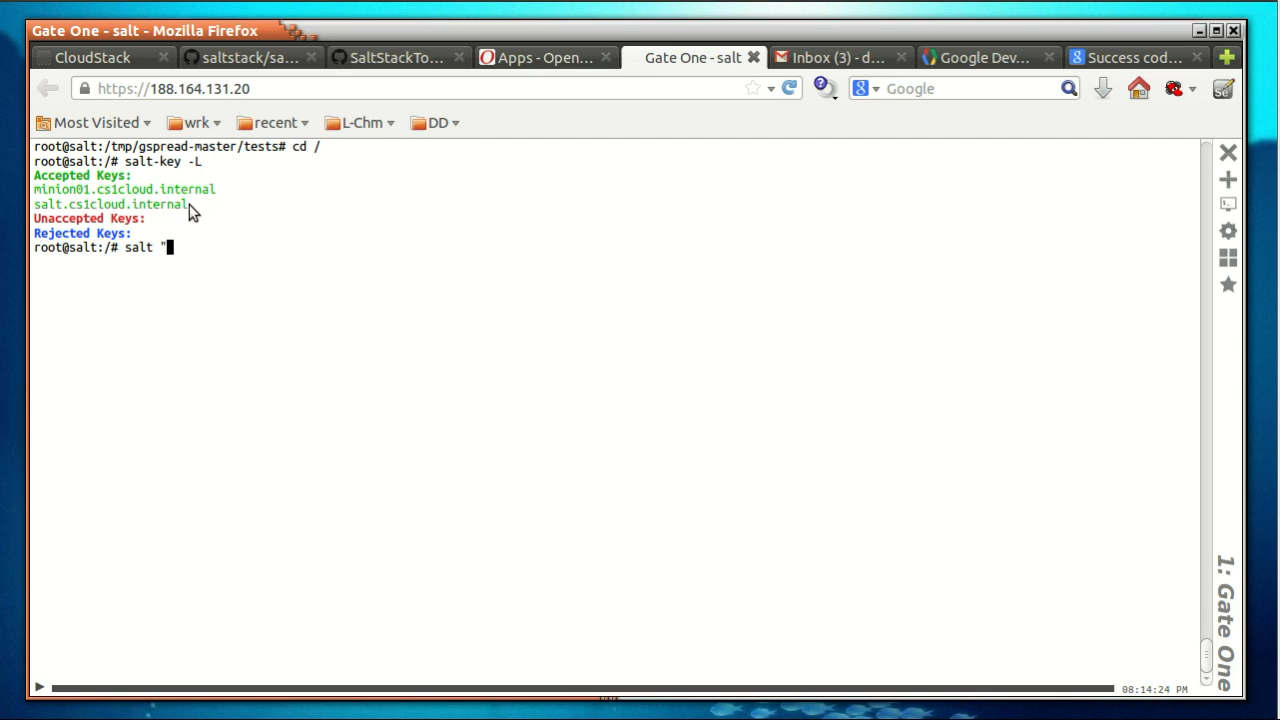 Gate One - salt - Mozilla Firefox
CloudStack
saltstack/sa...
SaltStackTo...
Apps - Open...
Gate One - salt
Inbox (3) - d...
Google Dev...
Success cod...
https://188.164.131.20
Google
Most Visited
wrk
recent
L-Chm
DD
root@salt:/tmp/gspread-master/tests# cd /
root@salt:/# salt-key -L
Accepted Keys:
minion01.cs1cloud.internal
salt.cs1cloud.internal
Unaccepted Keys:
Rejected Keys:
root@salt:/# salt "
1: Gate One
08:14:24 PM